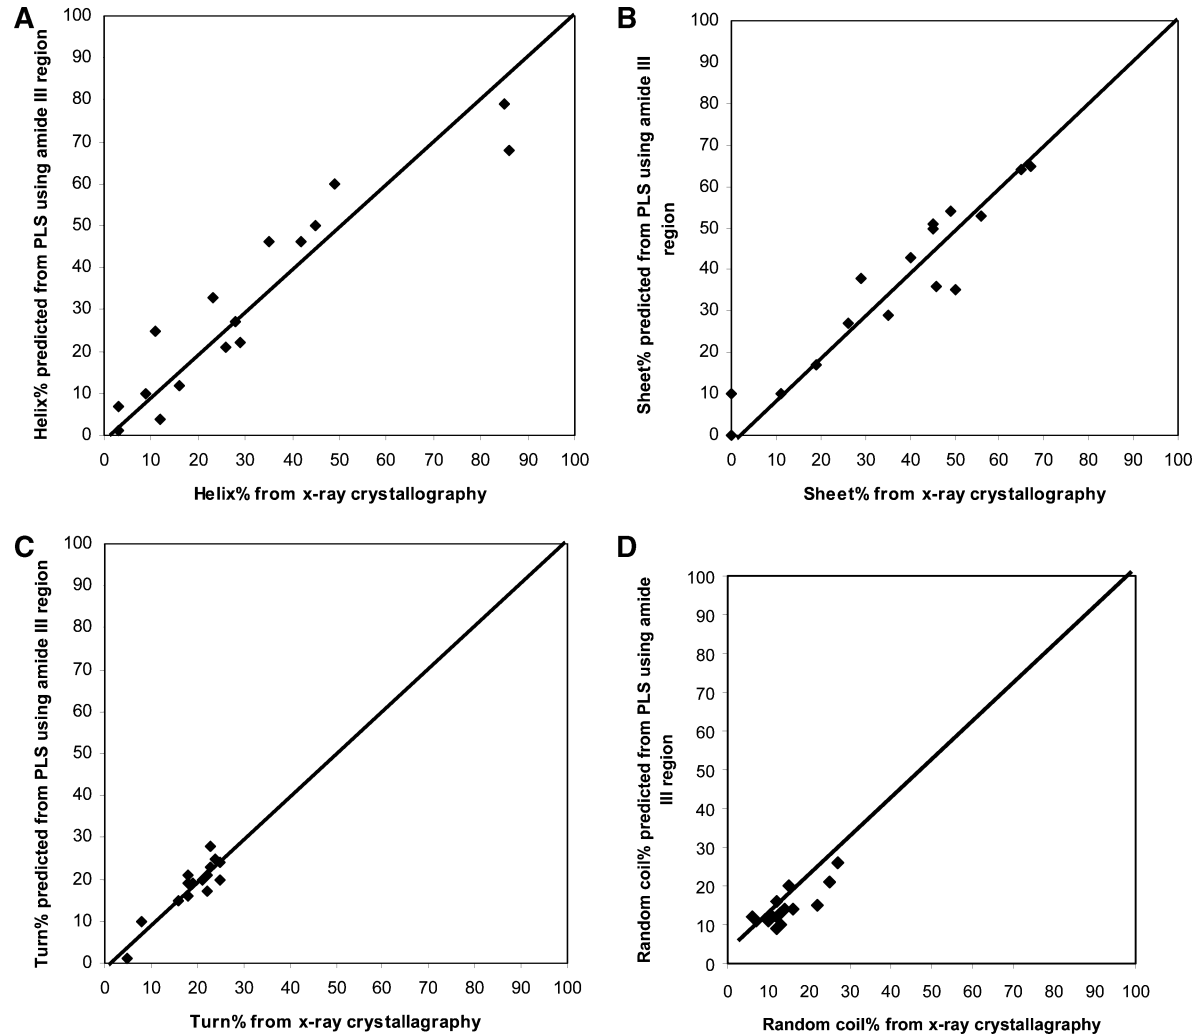 A
Helix% predicted from PLS using amide III region
100
90
80
70
60
50
40
30
20
10
0
0 10 20 30 40 50 60 70 80 90 100
Helix% from x-ray crystallography
B
Sheet% predicted from PLS using amide III
region
100
90
80
70
60
50
40
30
20
10
0
0 10 20 30 40 50 60 70 80 90 100
Sheet% from x-ray crystallography
C
Turn% predicted from PLS using amide III region
100
90
80
70
60
50
40
30
20
10
0
0 10 20 30 40 50 60 70 80 90 100
Turn% from x-ray crystallagraphy
D
Random coil% predicted from PLS using amide
III region
100
90
80
70
60
50
40
30
20
10
0
0 10 20 30 40 50 60 70 80 90 100
Random coil% from x-ray crystallography